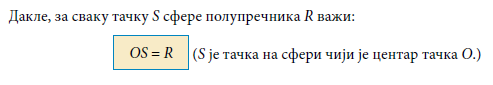 Дакле, за сваку тачку S сфере полупречника R важи:
OS = R (S је тачка на сфери чији је центар тачка O.)